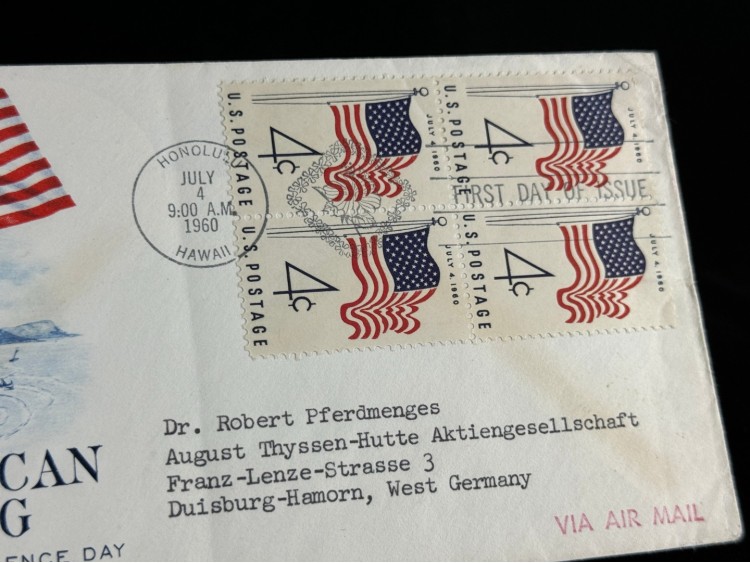 U.S. POSTAGE
4¢
JULY 4, 1960
U.S. POSTAGE
4¢
JULY 4, 1960
HONOLULU
JULY
4
9:00 A.M.
1960
HAWAII
FIRST DAY OF ISSUE
U.S. POSTAGE
4¢
JULY 4, 1960
U.S. POSTAGE
4¢
JULY 4, 1960
Dr. Robert Pferdmenges
August Thyssen-Hutte Aktiengesellschaft
Franz-Lenze-Strasse 3
Duisburg-Hamorn, West Germany
VIA AIR MAIL
CAN
G
ENCE DAY